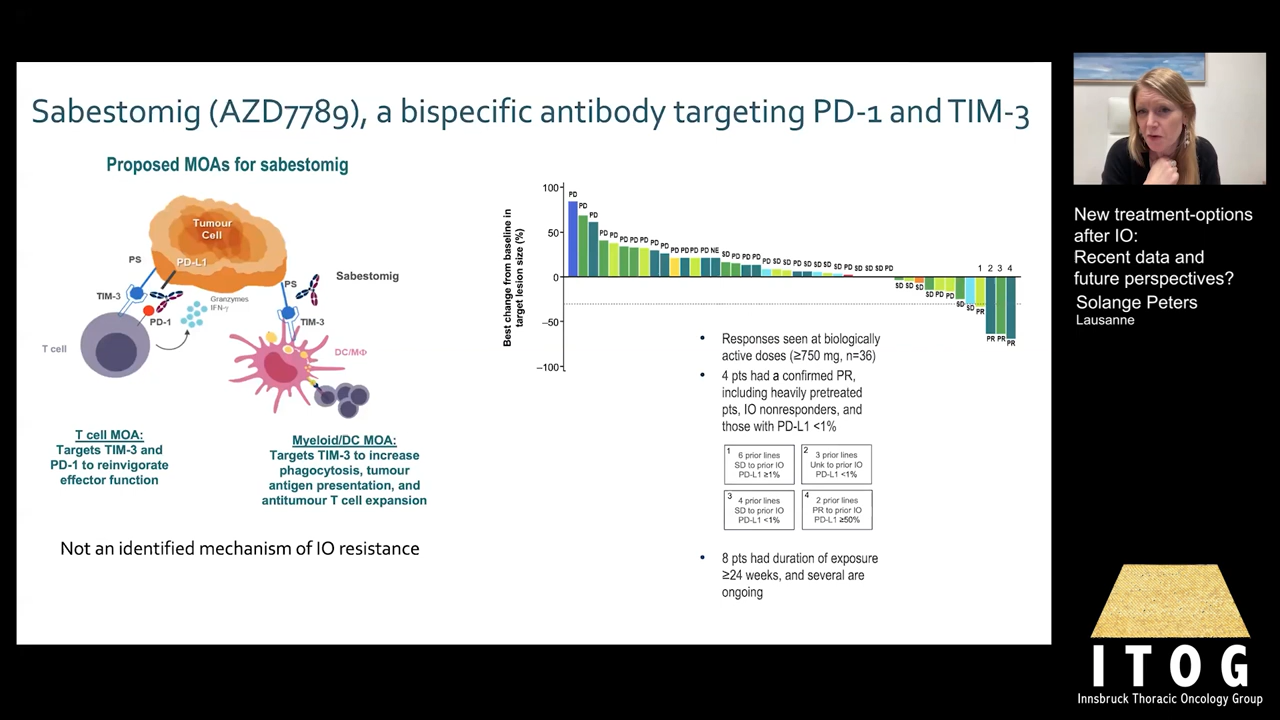 Sabestomig (AZD7789), a bispecific antibody targeting PD-1 and TIM-3
Proposed MOAs for sabestomig
Tumour
Cell
PS
PD-L1
TIM-3
PD-1
Granzymes
IFN-γ
T cell
PS
Sabestomig
TIM-3
DC/MΦ
T cell MOA:
Targets TIM-3 and
PD-1 to reinvigorate
effector function
Myeloid/DC MOA:
Targets TIM-3 to increase
phagocytosis, tumour
antigen presentation, and
antitumour T cell expansion
Not an identified mechanism of IO resistance
Best change from baseline in
target lesion size (%)
100
50
0
−50
−100
PD
PD
PD
PD PD PD PD PD PD PD PD PD PD PD NE SD PD PD PD PD SD SD PD SD SD SD PD SD SD SD PD
SD SD SD SD PD PD SD SD PR PR PR PR
1 2 3 4
• Responses seen at biologically
active doses (≥750 mg, n=36)
• 4 pts had a confirmed PR,
including heavily pretreated
pts, IO nonresponders, and
those with PD-L1 <1%
1 6 prior lines
SD to prior IO
PD-L1 ≥1%
2 3 prior lines
Unk to prior IO
PD-L1 <1%
3 4 prior lines
SD to prior IO
PD-L1 <1%
4 2 prior lines
PR to prior IO
PD-L1 ≥50%
• 8 pts had duration of exposure
≥24 weeks, and several are
ongoing
New treatment-options
after IO:
Recent data and
future perspectives?
Solange Peters
Lausanne
ITOG
Innsbruck Thoracic Oncology Group